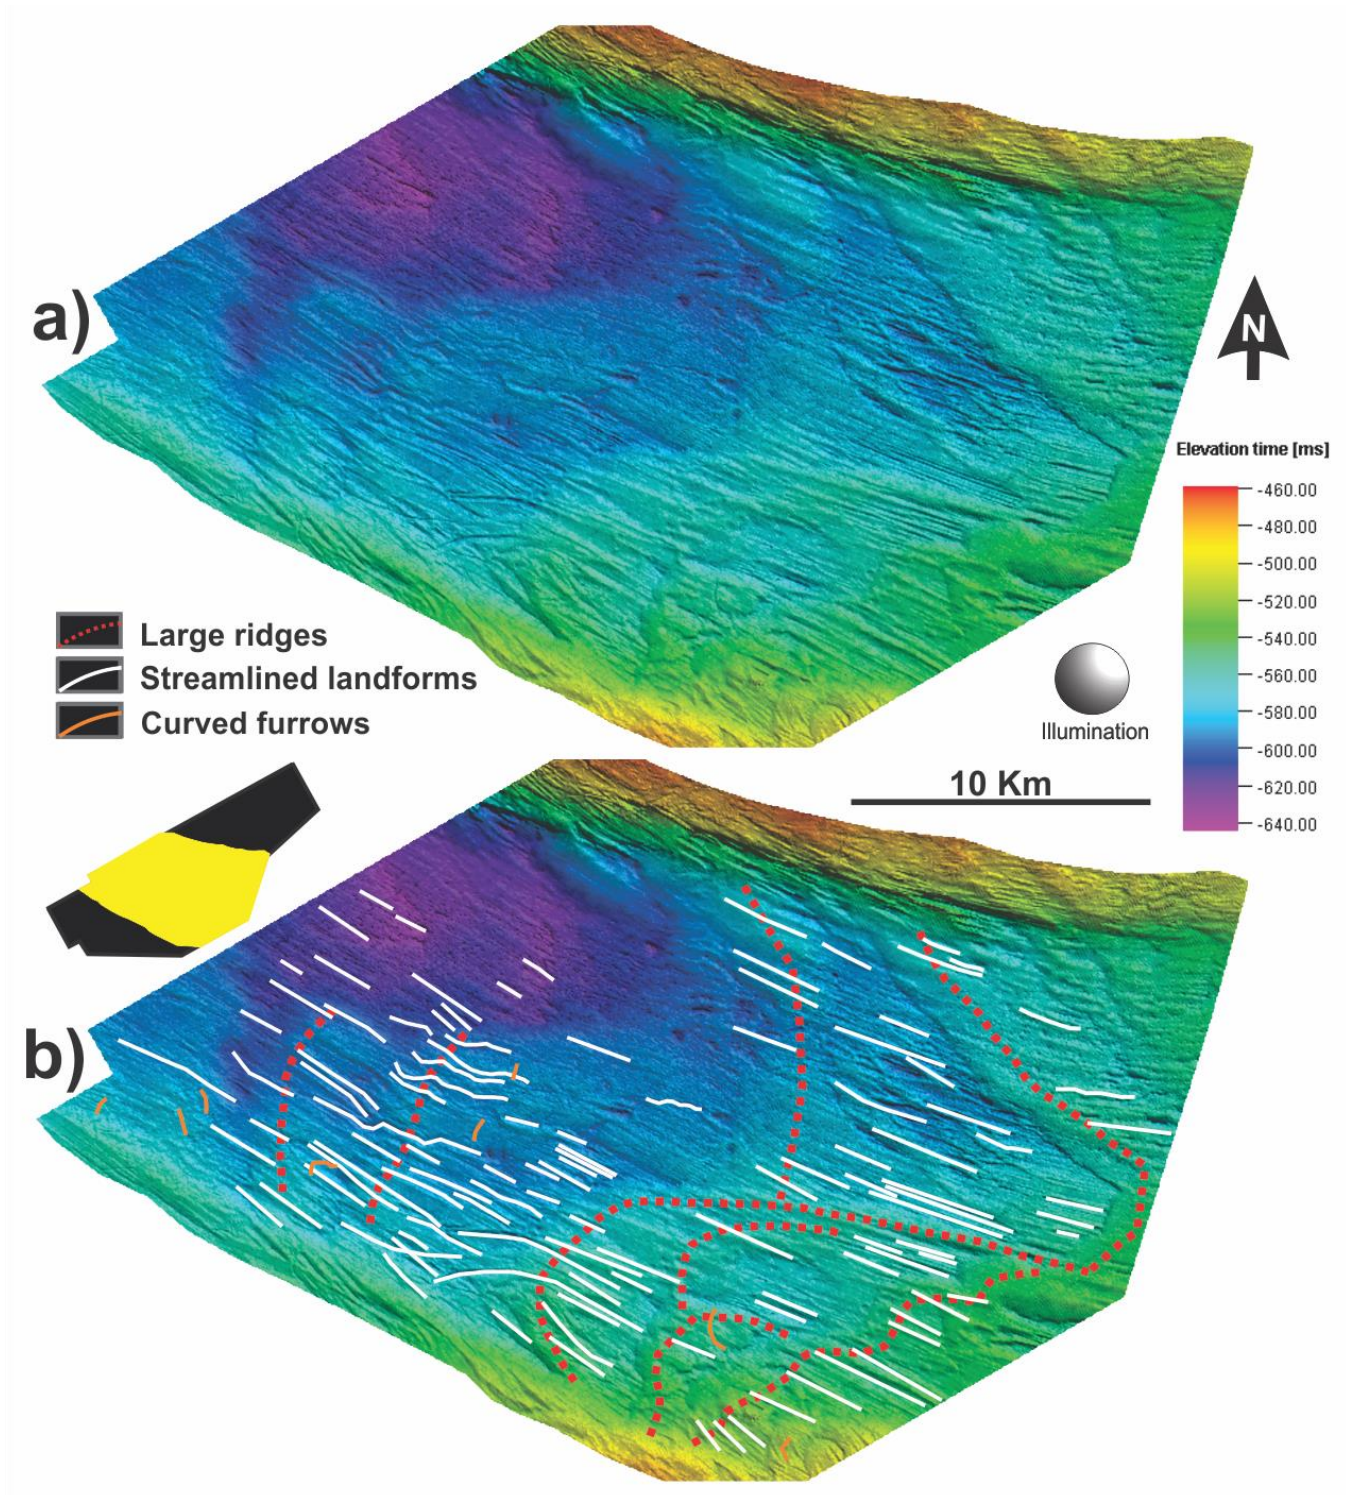 a)
N
Elevation time [ms]
-460.00
-480.00
-500.00
-520.00
-540.00
-560.00
-580.00
-600.00
-620.00
-640.00
Large ridges
Streamlined landforms
Curved furrows
Illumination
10 Km
b)